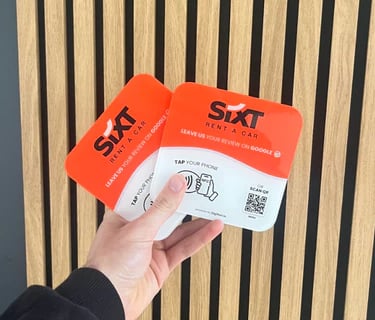 SIXT
RENT A CAR
LEAVE US YOUR REVIEW ON GOOGLE
TAP YOUR PHONE
SIXT
RENT A CAR
LEAVE US YOUR REVIEW ON GOOGLE
TAP YOUR PHONE
OR
SCAN QR